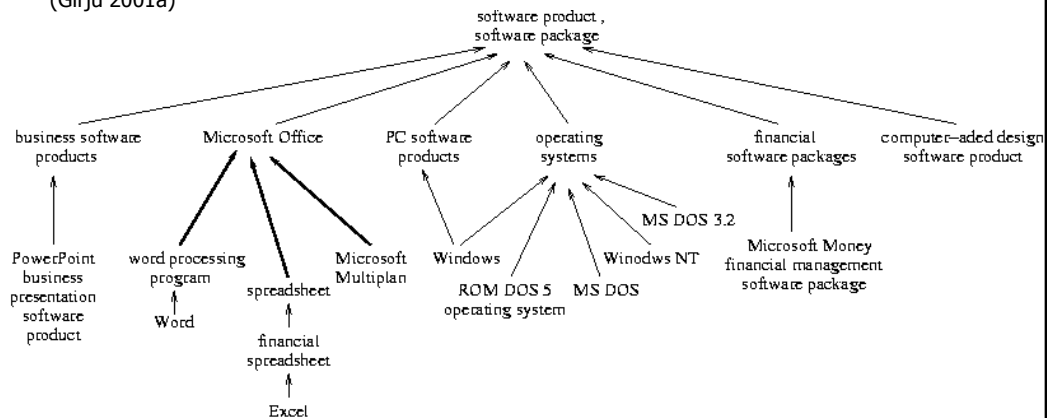 (Girju 2001a)
software product ,
software package
business software
products
Microsoft Office
PC software
products
operating
systems
financial
software packages
computer-aded design
software product
PowerPoint
business
presentation
software
product
word processing
program
Word
spreadsheet
financial
spreadsheet
Excel
Microsoft
Multiplan
Windows
ROM DOS 5
operating system
MS DOS
Winodws NT
MS DOS 3.2
Microsoft Money
financial management
software package